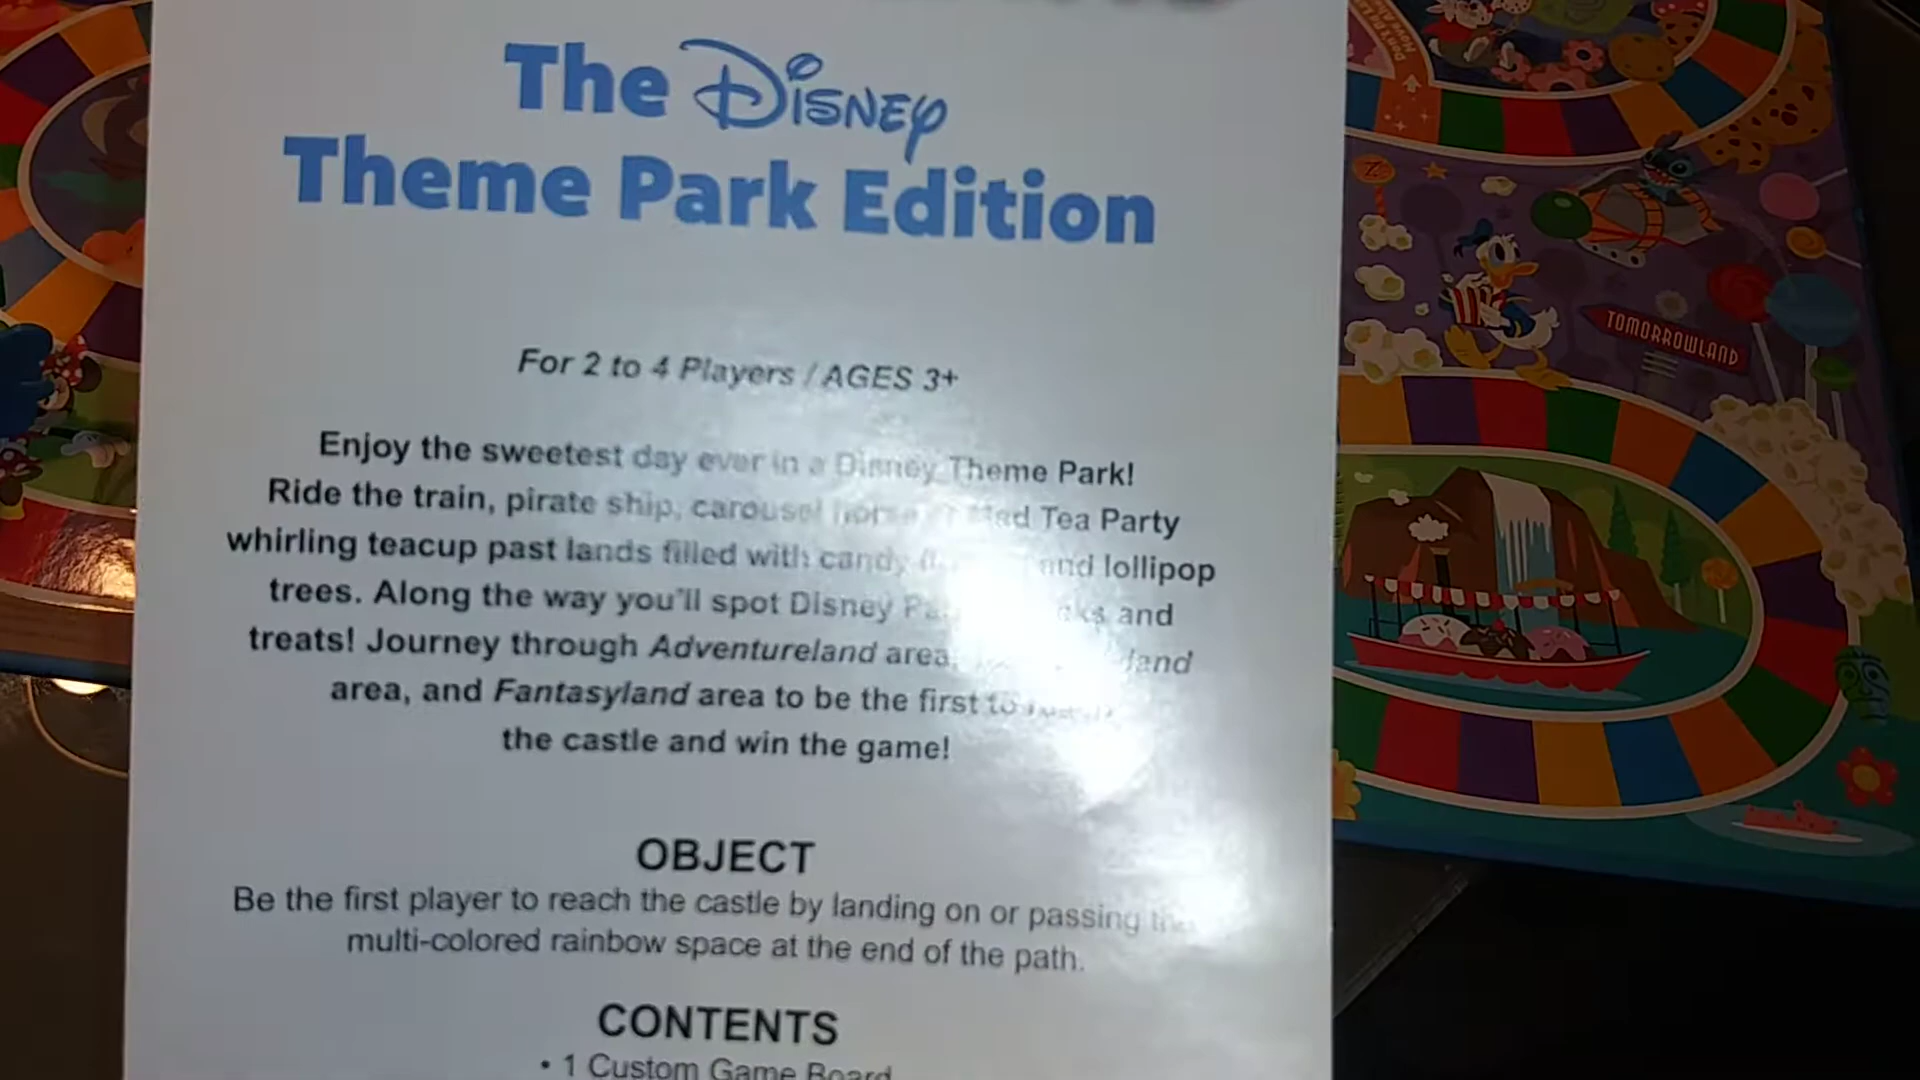 The Disney
Theme Park Edition
For 2 to 4 Players / AGES 3+
Enjoy the sweetest day ever in a Disney Theme Park!
Ride the train, pirate ship, carousel horse Mad Tea Party
whirling teacup past lands filled with candy and lollipop
trees. Along the way you'll spot Disney and
treats! Journey through Adventureland area,
area, and Fantasyland area to be the first to
the castle and win the game!
OBJECT
Be the first player to reach the castle by landing on or passing the
multi-colored rainbow space at the end of the path.
CONTENTS
• 1 Custom Game Board
TOMORROWLAND